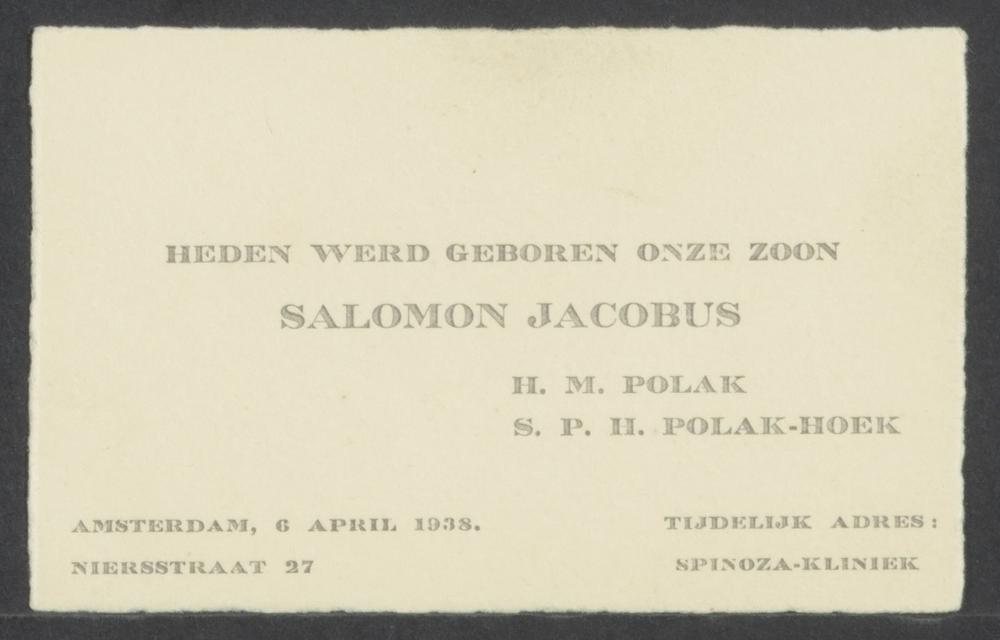 HEDEN WERD GEBOREN ONZE ZOON
SALOMON JACOBUS
H. M. POLAK
S. P. H. POLAK-HOEK
AMSTERDAM, 6 APRIL 1938.
NIERSSTRAAT 27
TIJDELIJK ADRES:
SPINOZA-KLINIEK